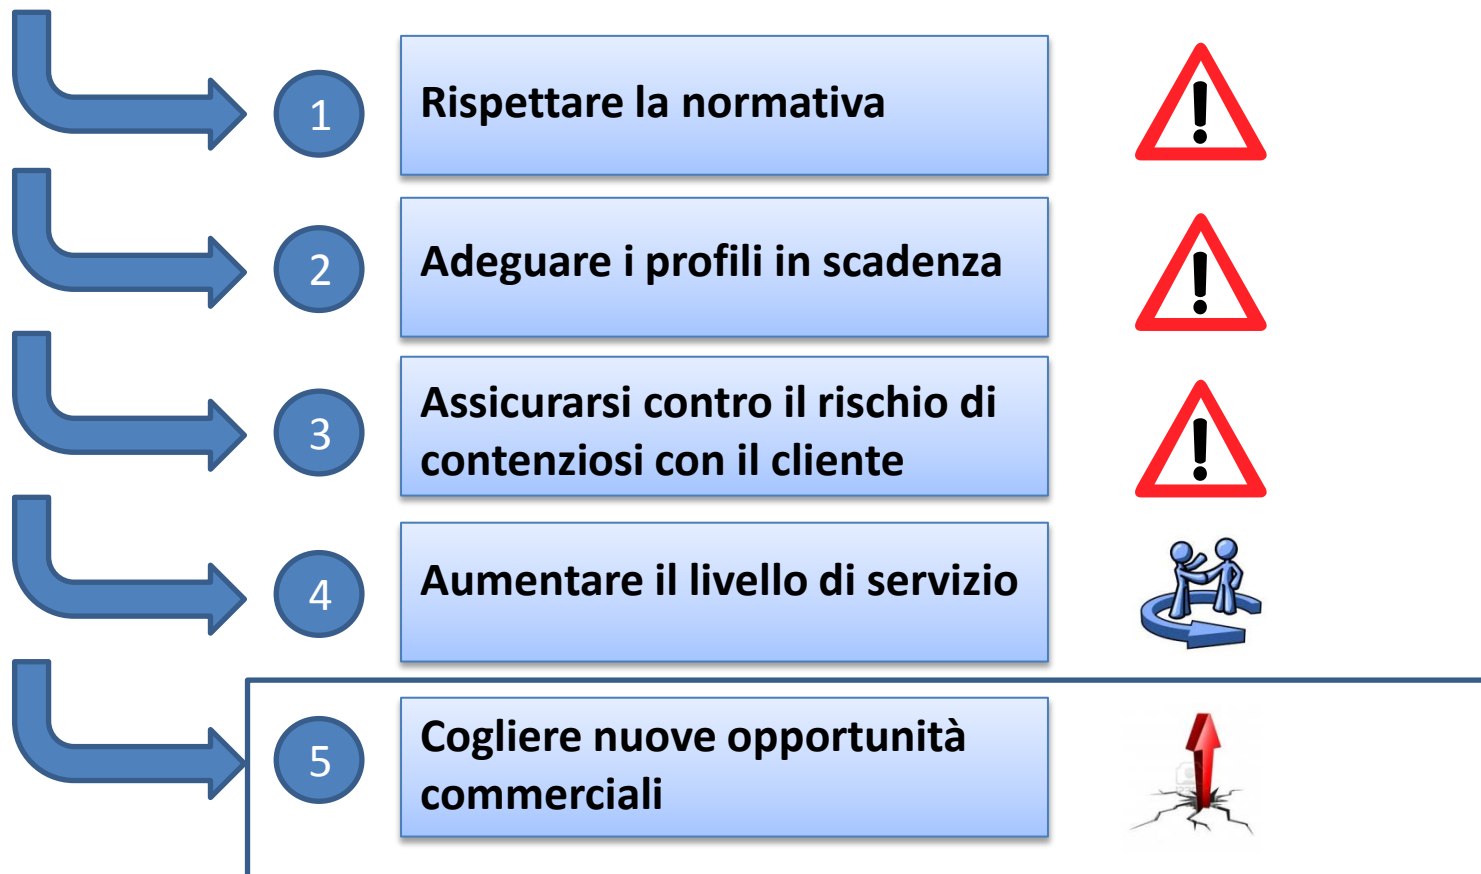 1
Rispettare la normativa
2
Adeguare i profili in scadenza
3
Assicurarsi contro il rischio di
contenziosi con il cliente
4
Aumentare il livello di servizio
5
Cogliere nuove opportunità
commerciali